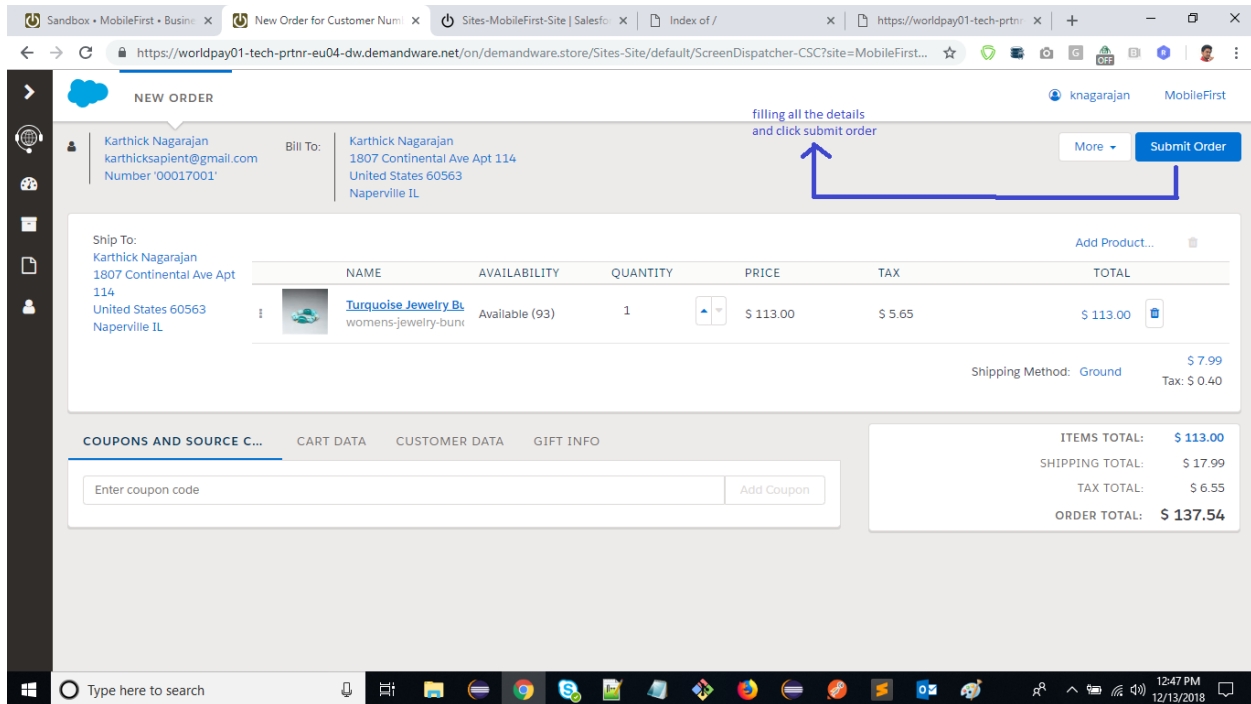 Sandbox • MobileFirst • Busine
New Order for Customer Num
Sites-MobileFirst-Site | Salesfo
Index of /
https://worldpay01-tech-prtnr
https://worldpay01-tech-prtnr-eu04-dw.demandware.net/on/demandware.store/Sites-Site/default/ScreenDispatcher-CSC?site=MobileFirst...
OFF
NEW ORDER
knagarajan
MobileFirst
filling all the details
and click submit order
Karthick Nagarajan
karthicksapient@gmail.com
Number '00017001'
Bill To:
Karthick Nagarajan
1807 Continental Ave Apt 114
United States 60563
Naperville IL
More
Submit Order
Ship To:
Karthick Nagarajan
1807 Continental Ave Apt
114
United States 60563
Naperville IL
Add Product...
NAME AVAILABILITY QUANTITY PRICE TAX TOTAL
Turquoise Jewelry Bu
womens-jewelry-bund
Available (93) 1 $ 113.00 $ 5.65 $ 113.00
Shipping Method: Ground
$ 7.99
Tax: $ 0.40
COUPONS AND SOURCE C... CART DATA CUSTOMER DATA GIFT INFO
Enter coupon code
Add Coupon
ITEMS TOTAL: $ 113.00
SHIPPING TOTAL: $ 17.99
TAX TOTAL: $ 6.55
ORDER TOTAL: $ 137.54
Type here to search
12:47 PM
12/13/2018